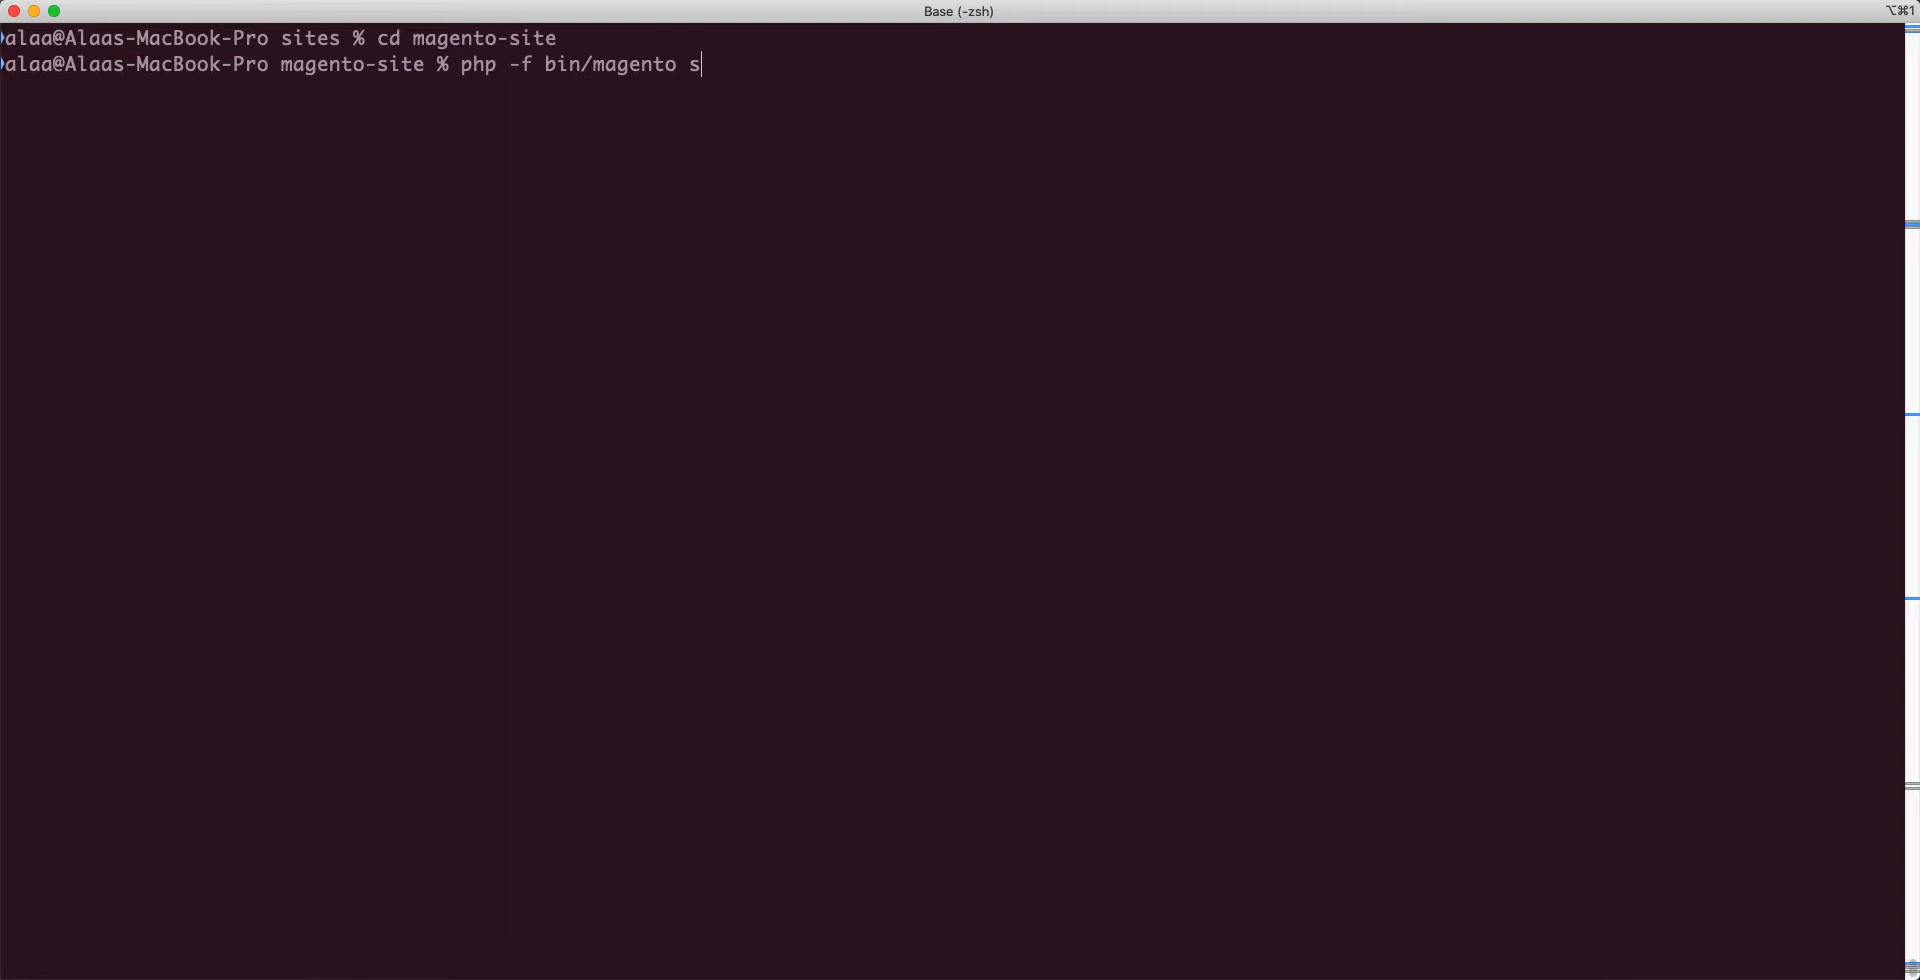 Base (-zsh)
⌥⌘1
alaa@Alaas-MacBook-Pro sites % cd magento-site
alaa@Alaas-MacBook-Pro magento-site % php -f bin/magento s